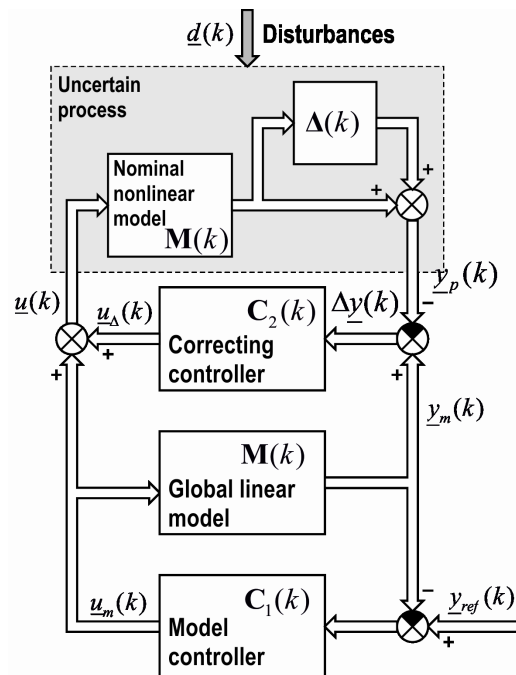 d(k) Disturbances
Uncertain
process
Δ(k)
Nominal
nonlinear
model
M(k)
+
+
y_p(k)
u(k)
u_Δ(k)
C_2(k)
Correcting
controller
Δy(k)
−
+
+
+
y_m(k)
M(k)
Global linear
model
u_m(k)
C_1(k)
Model
controller
−
y_ref(k)
+